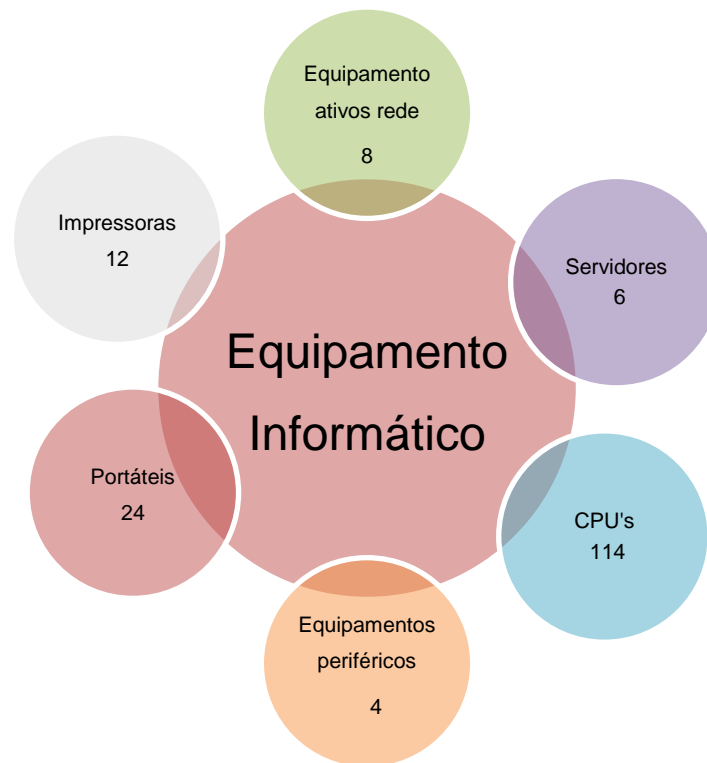 Equipamento
ativos rede
8
Impressoras
12
Servidores
6
Equipamento
Informático
Portáteis
24
CPU's
114
Equipamentos
periféricos
4